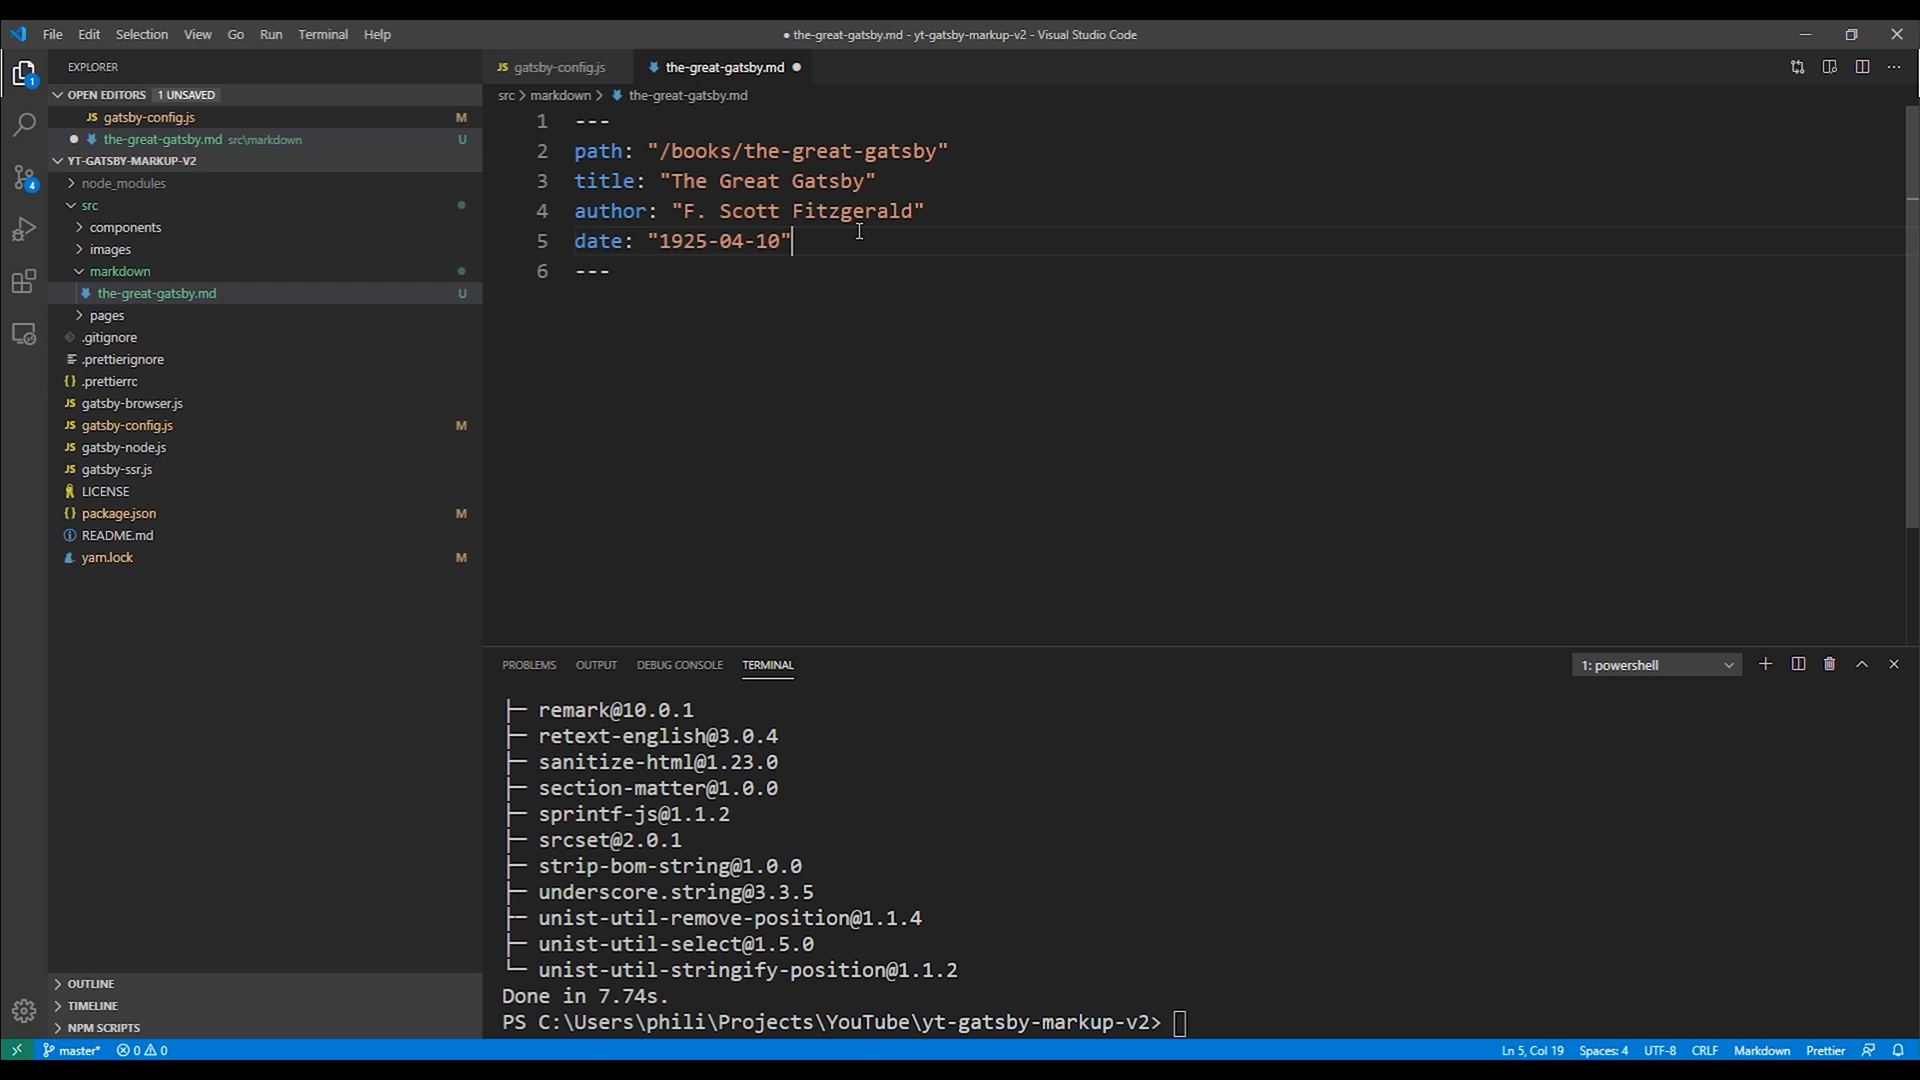 File Edit Selection View Go Run Terminal Help
● the-great-gatsby.md - yt-gatsby-markup-v2 - Visual Studio Code
EXPLORER
OPEN EDITORS 1 UNSAVED
JS gatsby-config.js M
the-great-gatsby.md src\markdown U
YT-GATSBY-MARKUP-V2
node_modules
src
components
images
markdown
the-great-gatsby.md U
pages
.gitignore
.prettierignore
{} .prettierrc
JS gatsby-browser.js
JS gatsby-config.js M
JS gatsby-node.js
JS gatsby-ssr.js
LICENSE
{} package.json M
README.md
yarn.lock M
OUTLINE
TIMELINE
NPM SCRIPTS
1
4
JS gatsby-config.js the-great-gatsby.md ●
src > markdown > the-great-gatsby.md
1 ---
2 path: "/books/the-great-gatsby"
3 title: "The Great Gatsby"
4 author: "F. Scott Fitzgerald"
5 date: "1925-04-10"
6 ---
PROBLEMS OUTPUT DEBUG CONSOLE TERMINAL 1: powershell
├─ remark@10.0.1
├─ retext-english@3.0.4
├─ sanitize-html@1.23.0
├─ section-matter@1.0.0
├─ sprintf-js@1.1.2
├─ srcset@2.0.1
├─ strip-bom-string@1.0.0
├─ underscore.string@3.3.5
├─ unist-util-remove-position@1.1.4
├─ unist-util-select@1.5.0
└─ unist-util-stringify-position@1.1.2
Done in 7.74s.
PS C:\Users\phili\Projects\YouTube\yt-gatsby-markup-v2>
master* 0 0 Ln 5, Col 19 Spaces: 4 UTF-8 CRLF Markdown Prettier